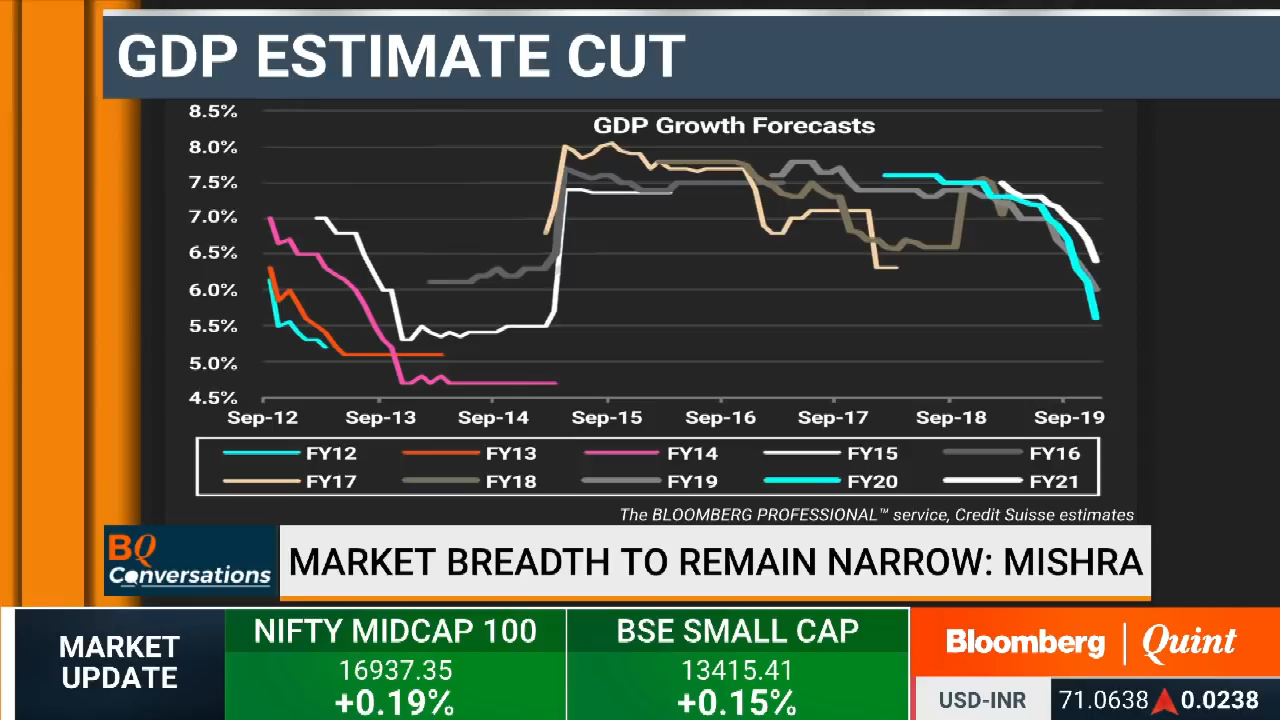 GDP ESTIMATE CUT
GDP Growth Forecasts
8.5%
8.0%
7.5%
7.0%
6.5%
6.0%
5.5%
5.0%
4.5%
Sep-12 Sep-13 Sep-14 Sep-15 Sep-16 Sep-17 Sep-18 Sep-19
FY12 FY13 FY14 FY15 FY16
FY17 FY18 FY19 FY20 FY21
The BLOOMBERG PROFESSIONAL™ service, Credit Suisse estimates
BQ
Conversations
MARKET BREADTH TO REMAIN NARROW: MISHRA
MARKET
UPDATE
NIFTY MIDCAP 100
16937.35
+0.19%
BSE SMALL CAP
13415.41
+0.15%
Bloomberg | Quint
USD-INR 71.0638 0.0238